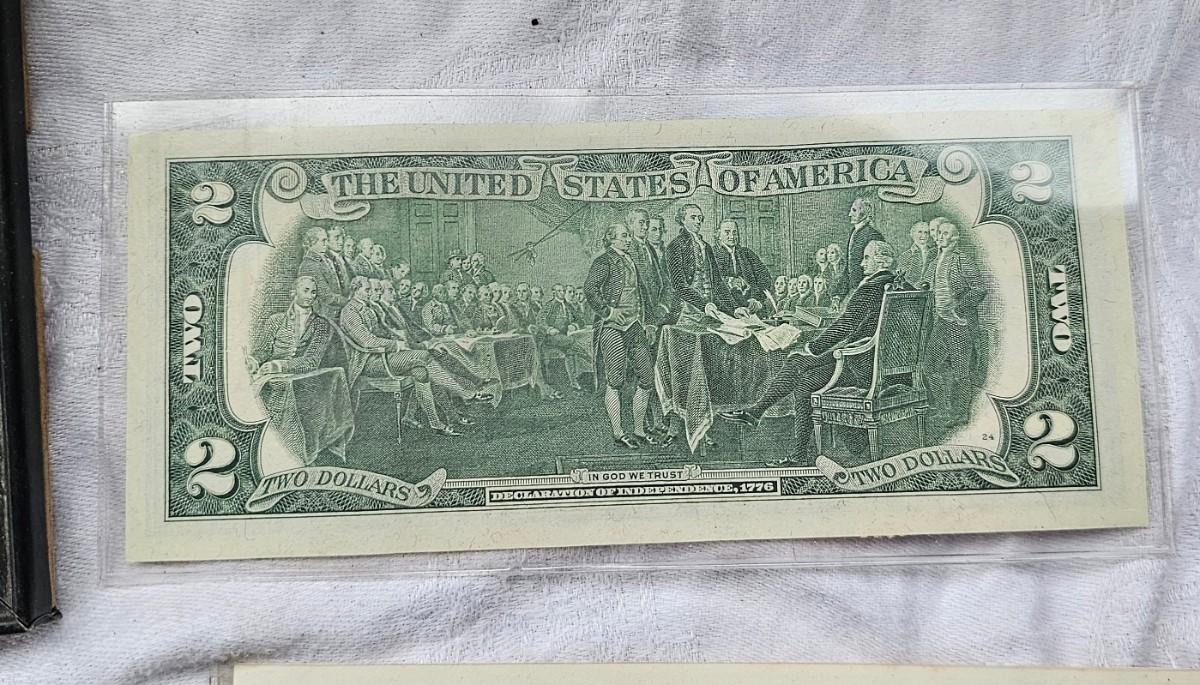 THE UNITED STATES OF AMERICA
2
2
TWO
TWO
2
2
24
TWO DOLLARS
IN GOD WE TRUST
TWO DOLLARS
DECLARATION OF INDEPENDENCE, 1776